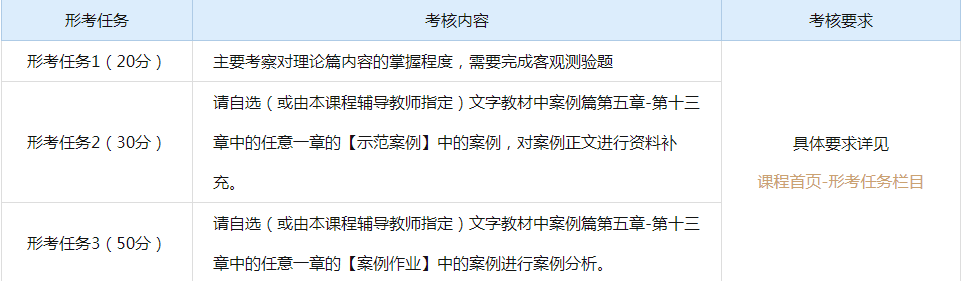 形考任务
考核内容
考核要求
形考任务1（20分）
主要考察对理论篇内容的掌握程度，需要完成客观测验题
形考任务2（30分）
请自选（或由本课程辅导教师指定）文字教材中案例篇第五章-第十三
章中的任意一章的【示范案例】中的案例，对案例正文进行资料补
充。
具体要求详见
课程首页-形考任务栏目
形考任务3（50分）
请自选（或由本课程辅导教师指定）文字教材中案例篇第五章-第十三
章中的任意一章的【案例作业】中的案例进行案例分析。